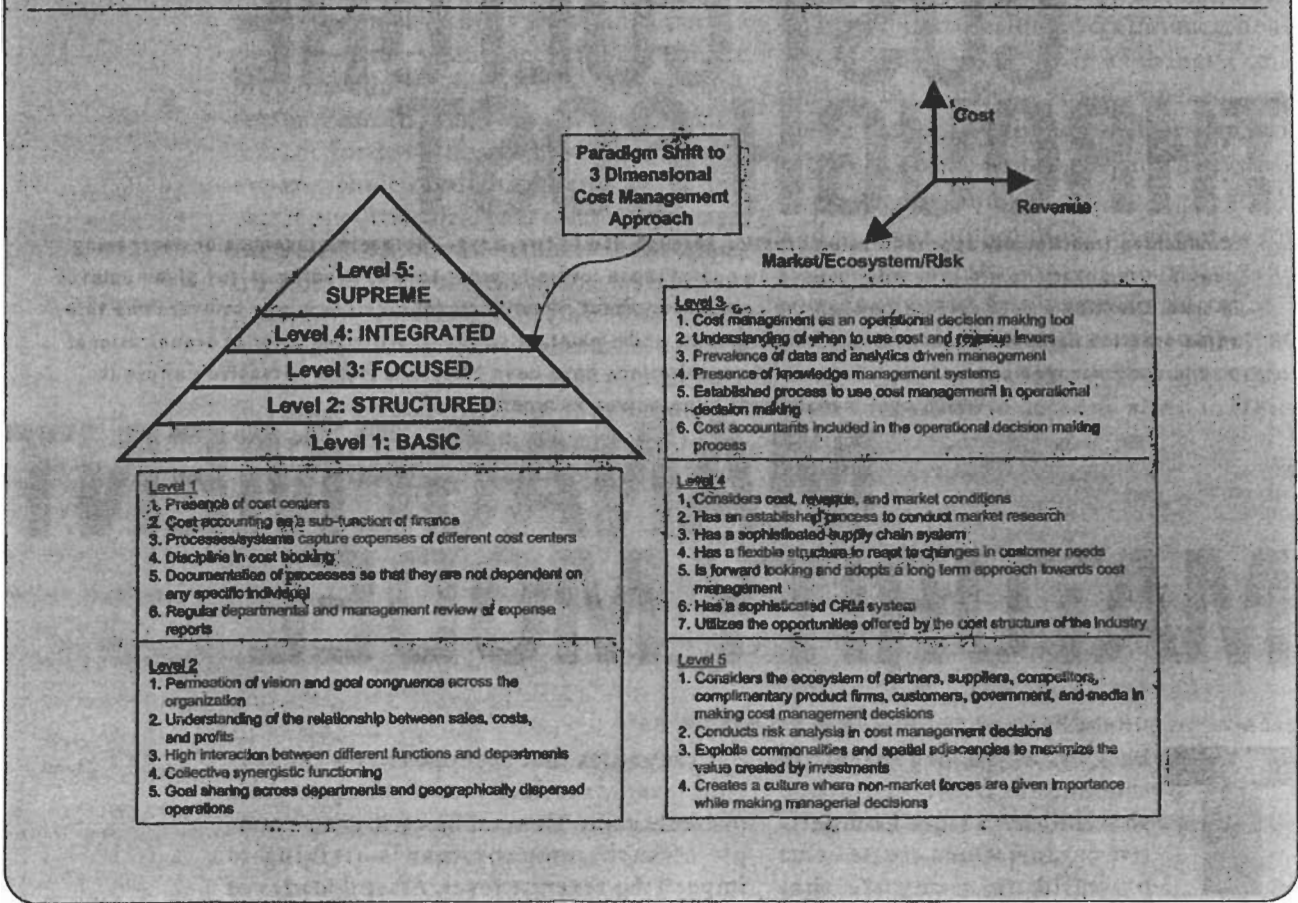 Cost
Revenue
Market/Ecosystem/Risk
Paradigm Shift to
3 Dimensional
Cost Management
Approach
Level 5:
SUPREME
Level 4: INTEGRATED
Level 3: FOCUSED
Level 2: STRUCTURED
Level 1: BASIC
Level 1
1. Presence of cost centers
2. Cost accounting as a sub-function of finance
3. Processes/systems capture expenses of different cost centers
4. Discipline in cost booking
5. Documentation of processes so that they are not dependent on
any specific individual
6. Regular departmental and management review of expense
reports
Level 2
1. Permeation of vision and goal congruence across the
organization
2. Understanding of the relationship between sales, costs,
and profits
3. High interaction between different functions and departments
4. Collective synergistic functioning
5. Goal sharing across departments and geographically dispersed
operations
Level 3
1. Cost management as an operational decision making tool
2. Understanding of when to use cost and revenue levers
3. Prevalence of data and analytics driven management
4. Presence of knowledge management systems
5. Established process to use cost management in operational
decision making
6. Cost accountants included in the operational decision making
process
Level 4
1. Considers cost, revenue, and market conditions
2. Has an established process to conduct market research
3. Has a sophisticated supply chain system
4. Has a flexible structure to react to changes in customer needs
5. Is forward looking and adopts a long term approach towards cost
management
6. Has a sophisticated CRM system
7. Utilizes the opportunities offered by the cost structure of the industry
Level 5
1. Considers the ecosystem of partners, suppliers, competitors,
complimentary product firms, customers, government, and media in
making cost management decisions
2. Conducts risk analysis in cost management decisions
3. Exploits commonalities and spatial adjacencies to maximize the
value created by investments
4. Creates a culture where non-market forces are given importance
while making managerial decisions